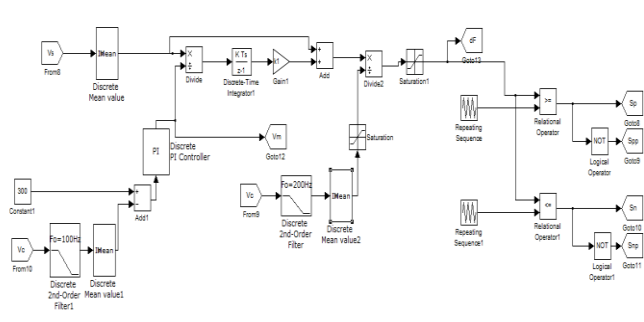 Vs
From8
Mean
Discrete
Mean value
×
÷
Divide
K Ts
z-1
Discrete-Time
Integrator1
k1
Gain1
+
+
Add
×
÷
Divide2
Saturation1
dF
Goto13
PI
Discrete
PI Controller
Vm
Goto12
Saturation
300
Constant1
+
−
Add1
Vc
From10
Fo=100Hz
Discrete
2nd-Order
Filter1
Mean
Discrete
Mean value1
From9
Fo=200Hz
Discrete
2nd-Order
Filter
Mean
Discrete
Mean value2
Repeating
Sequence
>=
Relational
Operator
Sp
Goto8
NOT
Logical
Operator
Spp
Goto9
Repeating
Sequence1
<=
Relational
Operator1
Sn
Goto10
NOT
Logical
Operator1
Snp
Goto11